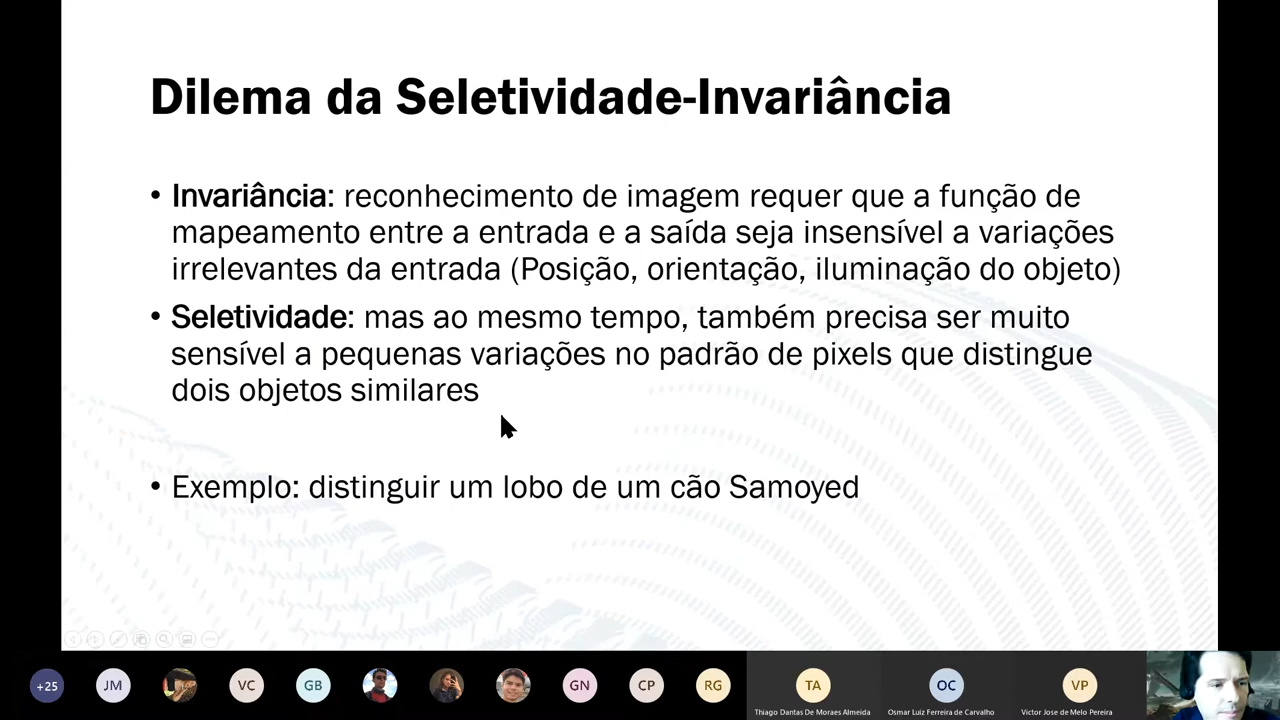 Dilema da Seletividade-Invariância
• Invariância: reconhecimento de imagem requer que a função de
mapeamento entre a entrada e a saída seja insensível a variações
irrelevantes da entrada (Posição, orientação, iluminação do objeto)
• Seletividade: mas ao mesmo tempo, também precisa ser muito
sensível a pequenas variações no padrão de pixels que distingue
dois objetos similares
• Exemplo: distinguir um lobo de um cão Samoyed
+25 JM VC GB GN CP RG TA OC VP
Thiago Dantas De Moraes Almeida Osmar Luiz Ferreira de Carvalho Victor Jose de Melo Pereira